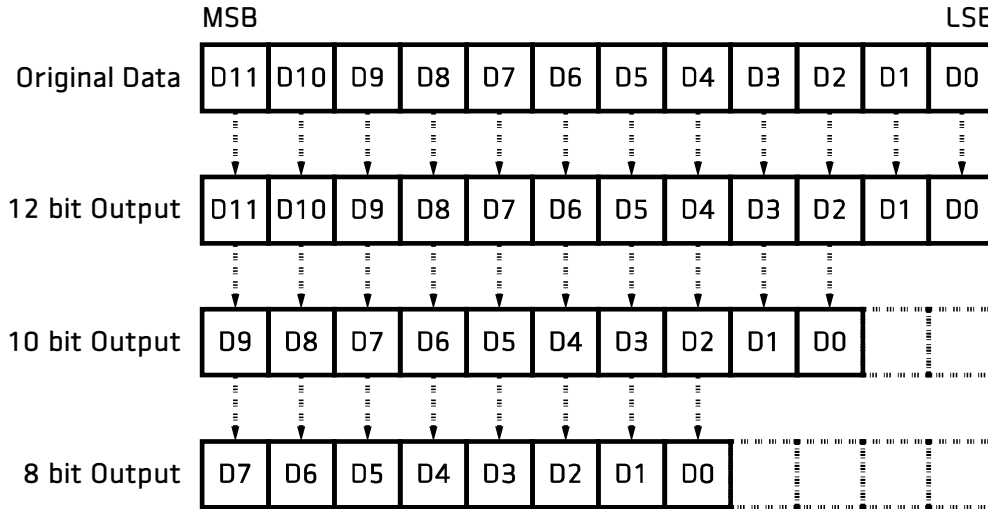 MSB LSB
Original Data D11 D10 D9 D8 D7 D6 D5 D4 D3 D2 D1 D0
12 bit Output D11 D10 D9 D8 D7 D6 D5 D4 D3 D2 D1 D0
10 bit Output D9 D8 D7 D6 D5 D4 D3 D2 D1 D0
8 bit Output D7 D6 D5 D4 D3 D2 D1 D0